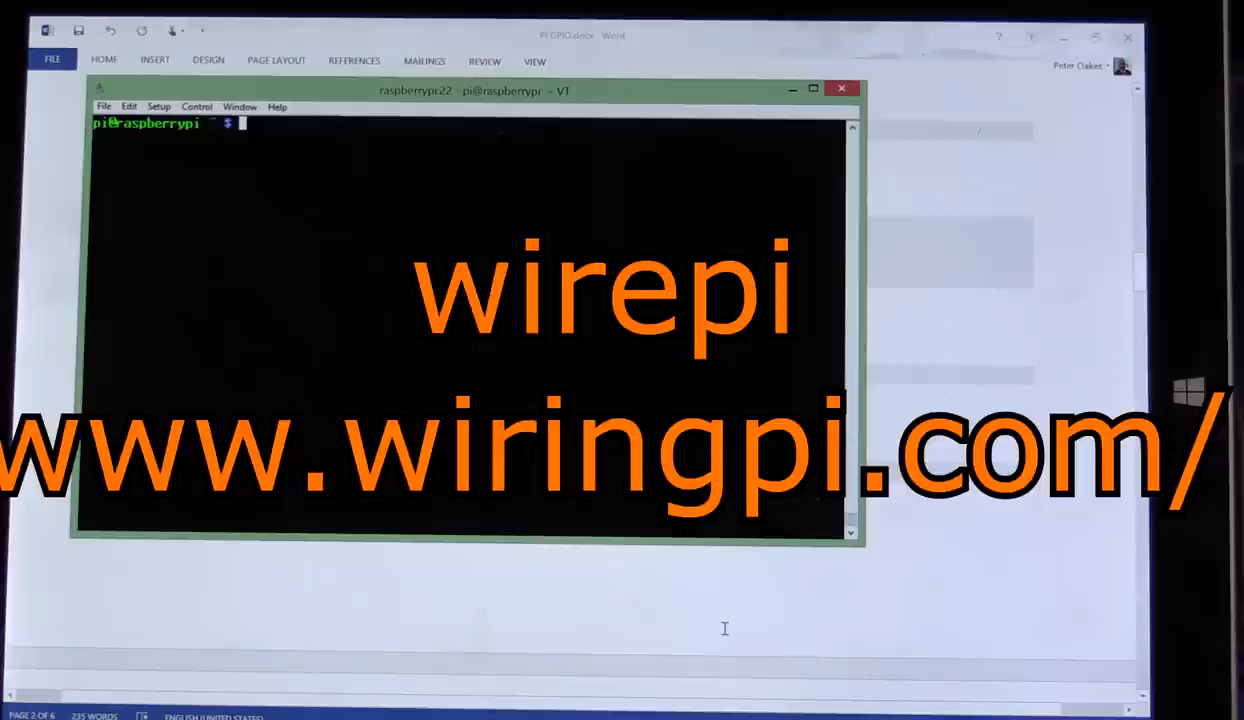 PI GPIO.docx - Word
FILE HOME INSERT DESIGN PAGE LAYOUT REFERENCES MAILINGS REVIEW VIEW
Peter Oakes
raspberrypc22 - pi@raspberrypi: ~ VT
File Edit Setup Control Window Help
pi@raspberrypi ~ $
wirepi
www.wiringpi.com/
PAGE 2 OF 6 235 WORDS ENGLISH (UNITED STATES)